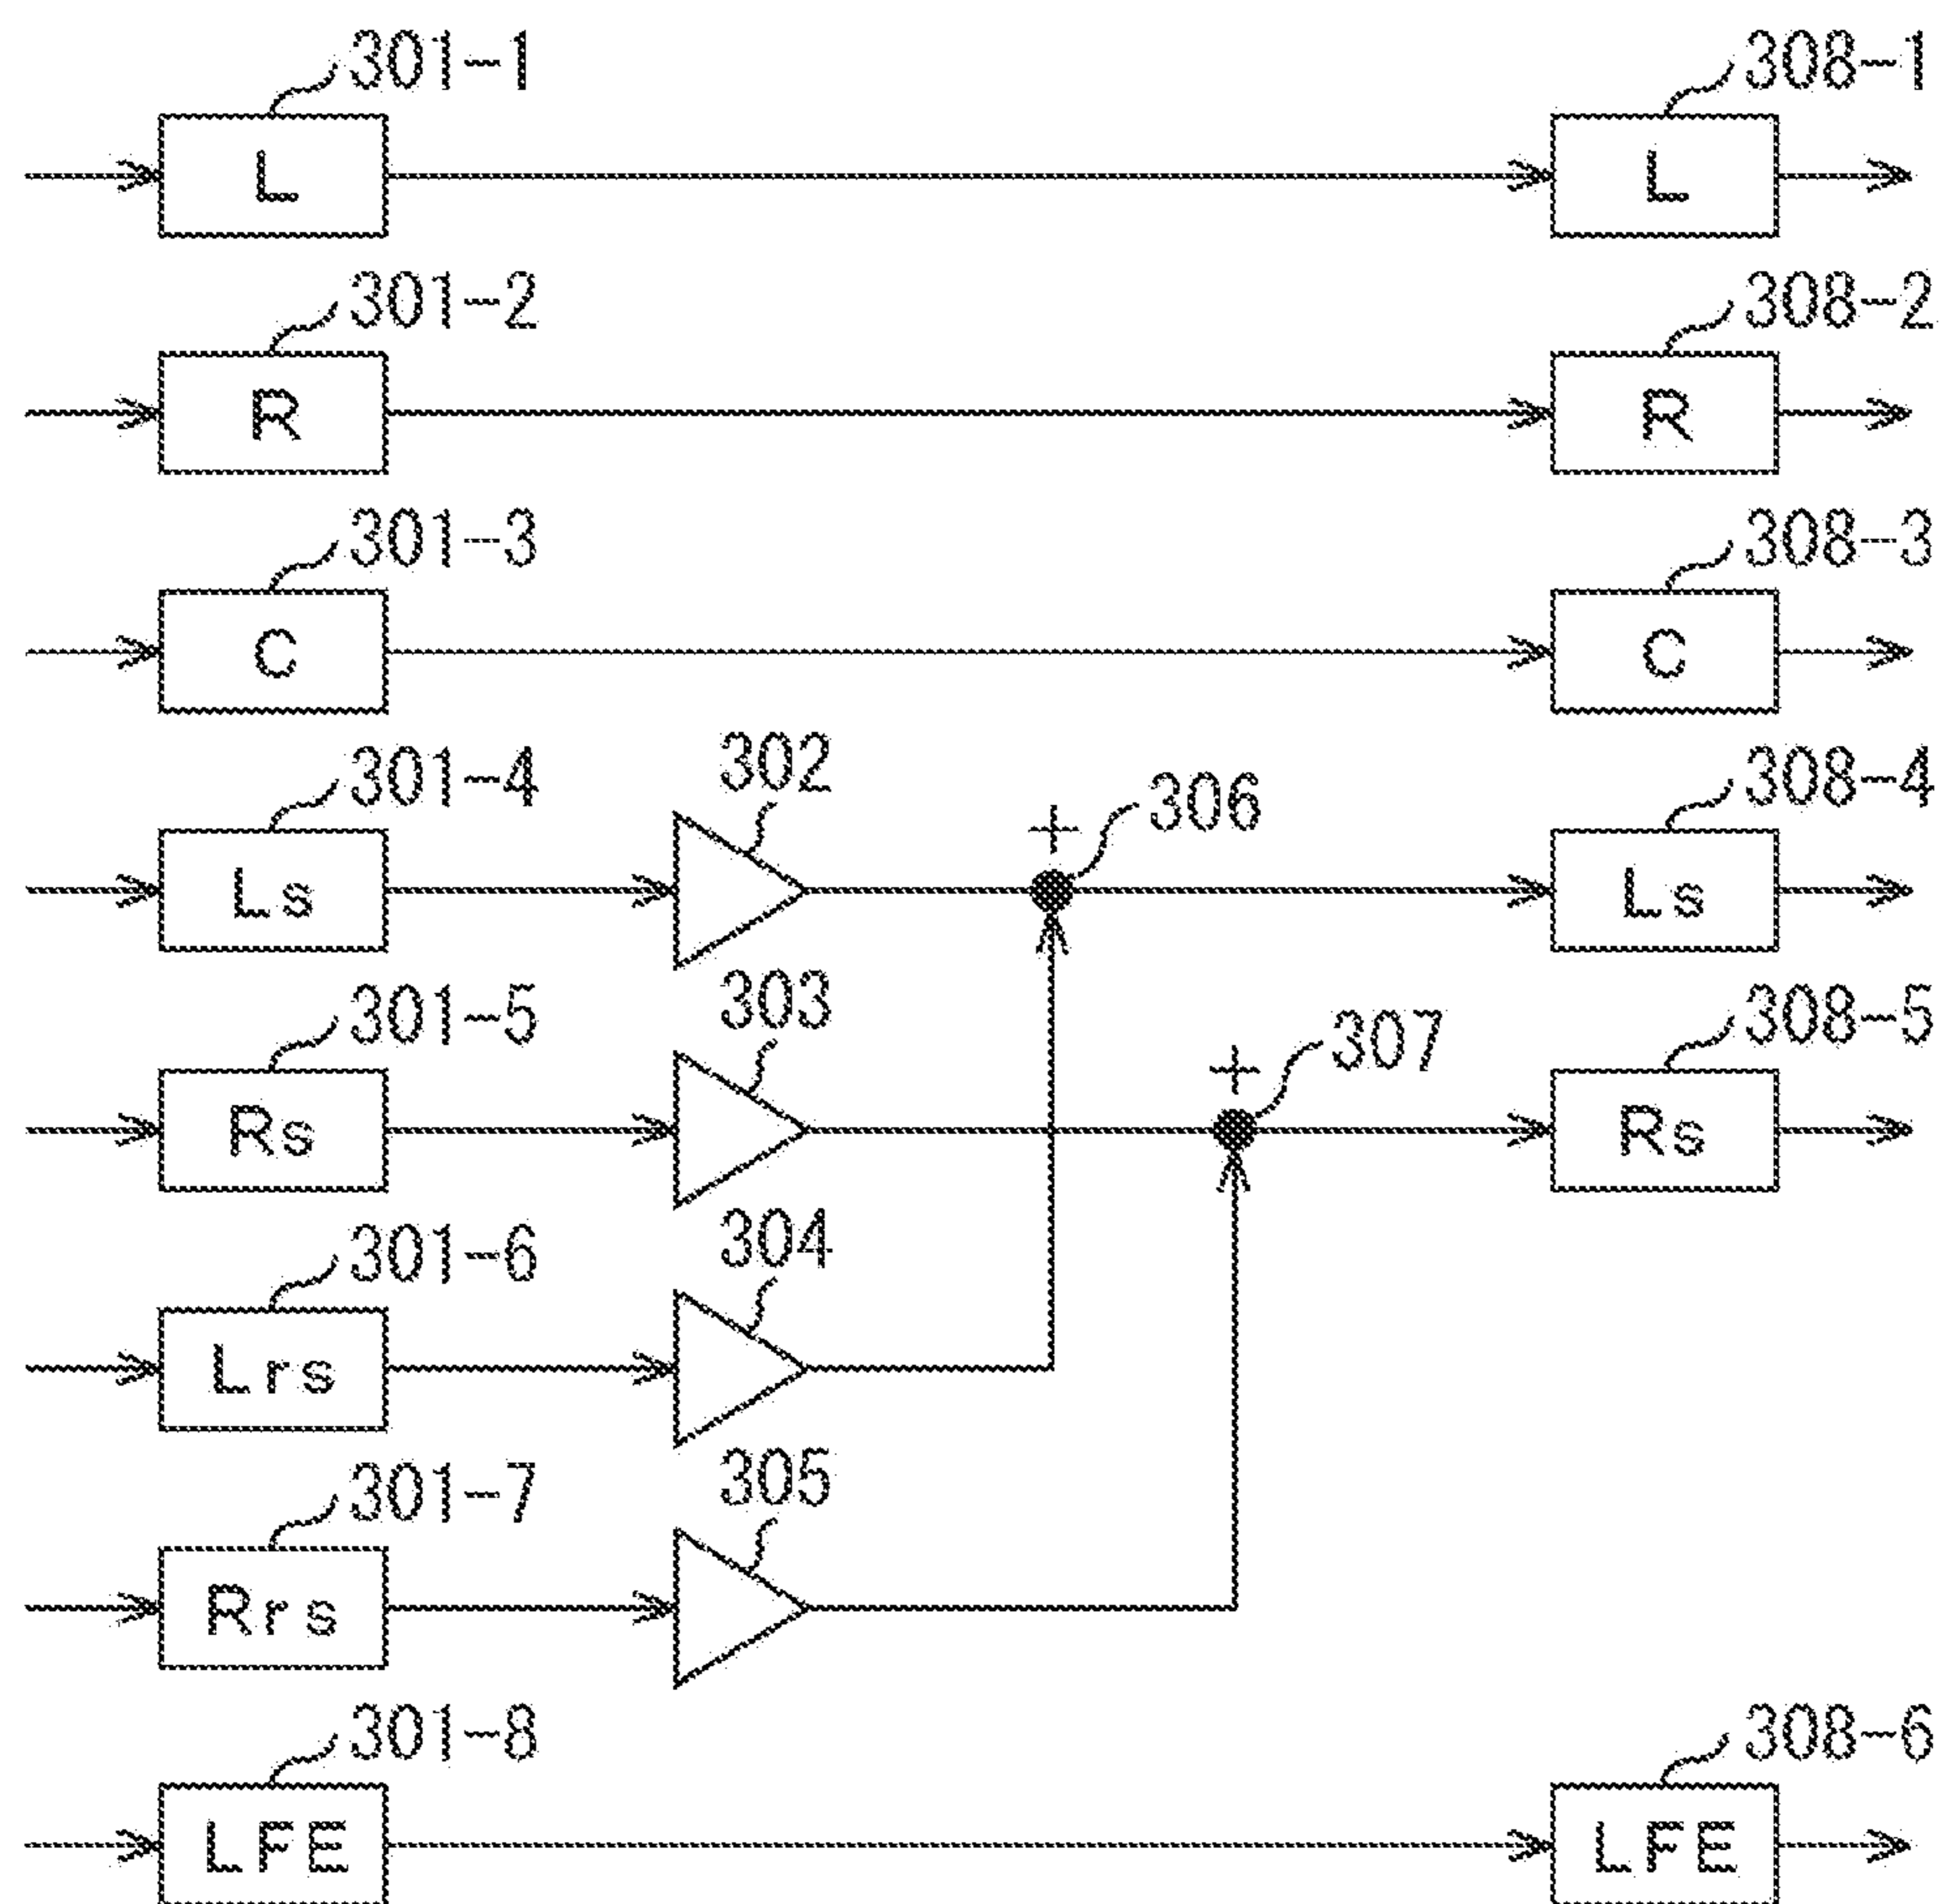 301-1 308-1
L L
301-2 308-2
R R
301-3 308-3
C C
301-4 302 306 308-4
+
Ls Ls
301-5 303 307 308-5
+
Rs Rs
301-6 304
Lrs
301-7 305
Rrs
301-8 308-6
LFE LFE